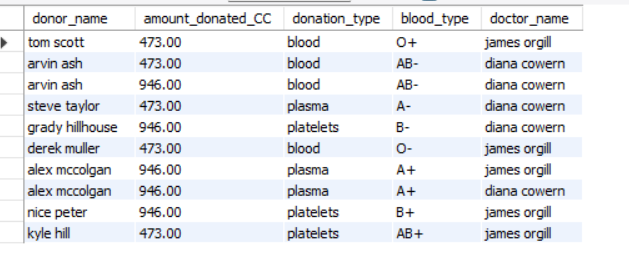 donor_name amount_donated_CC donation_type blood_type doctor_name
tom scott 473.00 blood O+ james orgill
arvin ash 473.00 blood AB- diana cowern
arvin ash 946.00 blood AB- diana cowern
steve taylor 473.00 plasma A- diana cowern
grady hillhouse 946.00 platelets B- diana cowern
derek muller 473.00 blood O- james orgill
alex mccolgan 946.00 plasma A+ james orgill
alex mccolgan 946.00 plasma A+ diana cowern
nice peter 946.00 platelets B+ james orgill
kyle hill 473.00 platelets AB+ james orgill